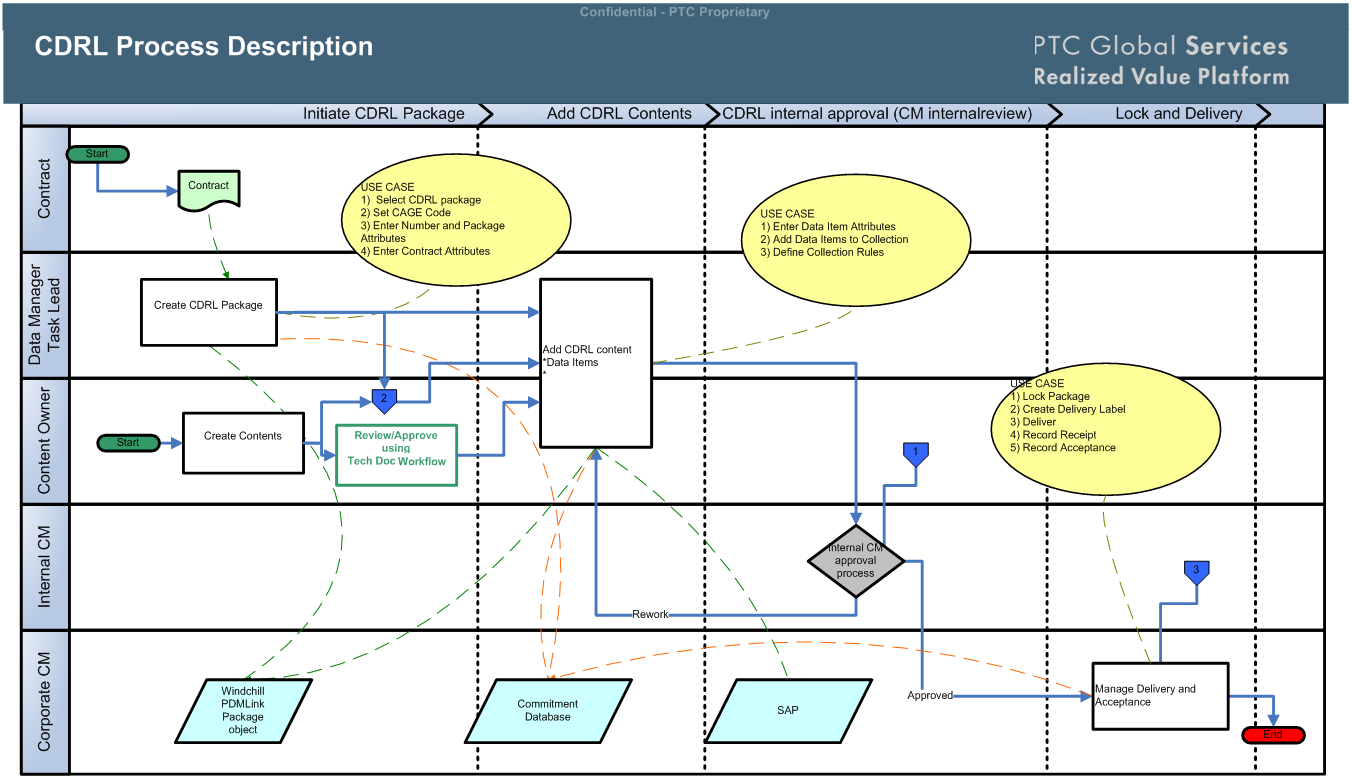 Confidential - PTC Proprietary
CDRL Process Description
PTC Global Services
Realized Value Platform
Initiate CDRL Package
Add CDRL Contents
CDRL internal approval (CM internalreview)
Lock and Delivery
Contract
Start
Contract
USE CASE
1) Select CDRL package
2) Set CAGE Code
3) Enter Number and Package
Attributes
4) Enter Contract Attributes
USE CASE
1) Enter Data Item Attributes
2) Add Data Items to Collection
3) Define Collection Rules
Data Manager
Task Lead
Create CDRL Package
Add CDRL content
*Data Items
*
Content Owner
Start
Create Contents
2
Review/Approve
using
Tech Doc Workflow
USE CASE
1) Lock Package
2) Create Delivery Label
3) Deliver
4) Record Receipt
5) Record Acceptance
1
Internal CM
Internal CM
approval
process
3
Rework
Corporate CM
Windchill
PDMLink
Package
object
Commitment
Database
SAP
Approved
Manage Delivery and
Acceptance
End